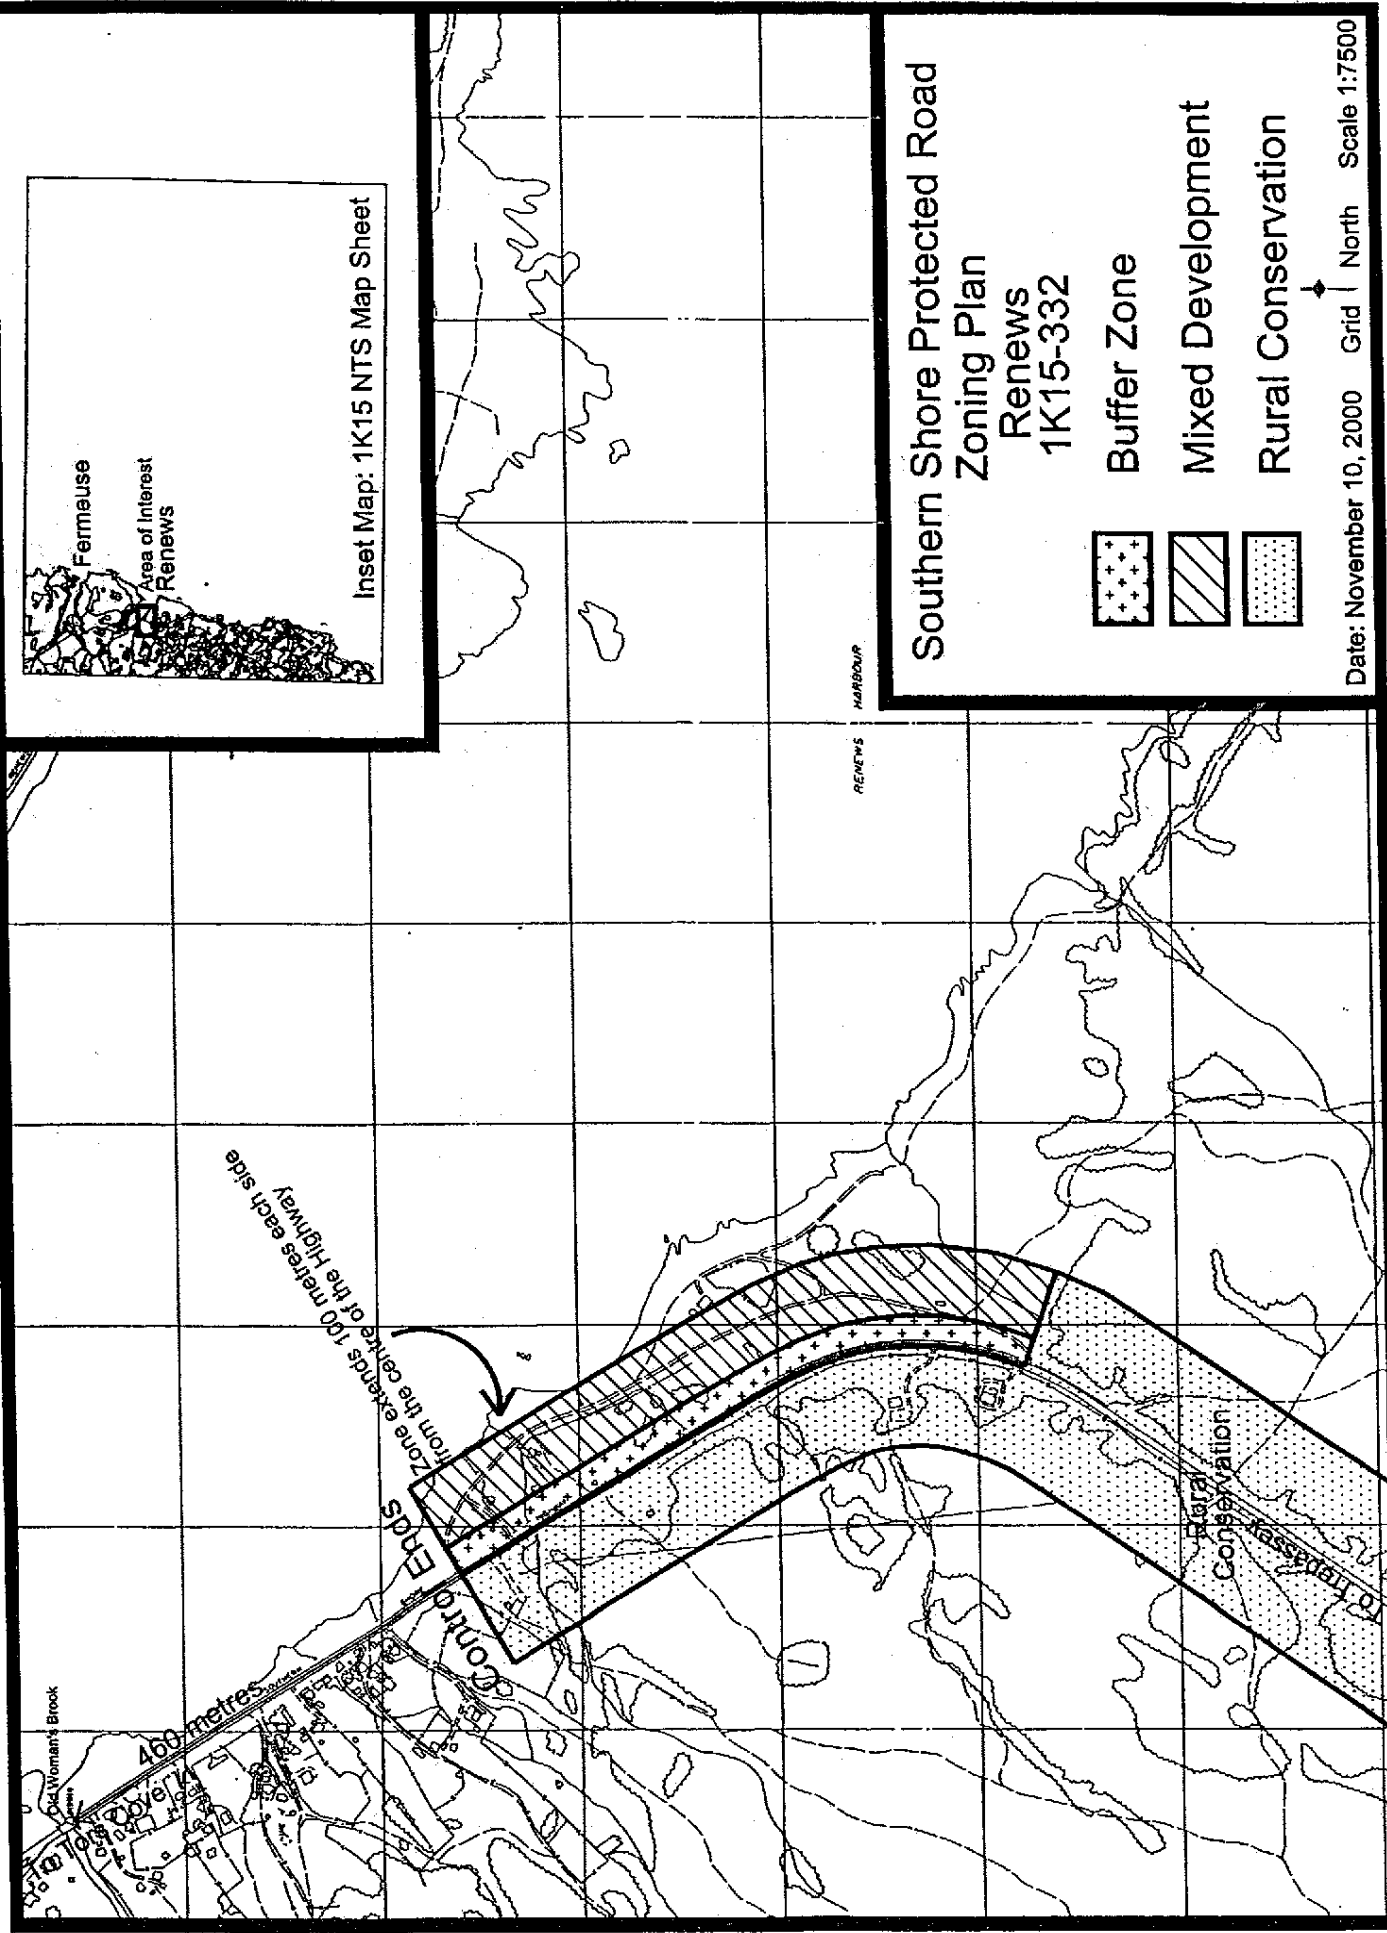 Fermeuse
Area of Interest
Renews
Inset Map: 1K15 NTS Map Sheet
Old Woman's Brook
460 metres
Control Ends
Zone extends 100 metres each side
from the centre of the Highway
RENEWS HARBOUR
Rural
Conservation
To Trepassey
Southern Shore Protected Road
Zoning Plan
Renews
1K15-332
Buffer Zone
Mixed Development
Rural Conservation
Date: November 10, 2000 Grid North Scale 1:7500